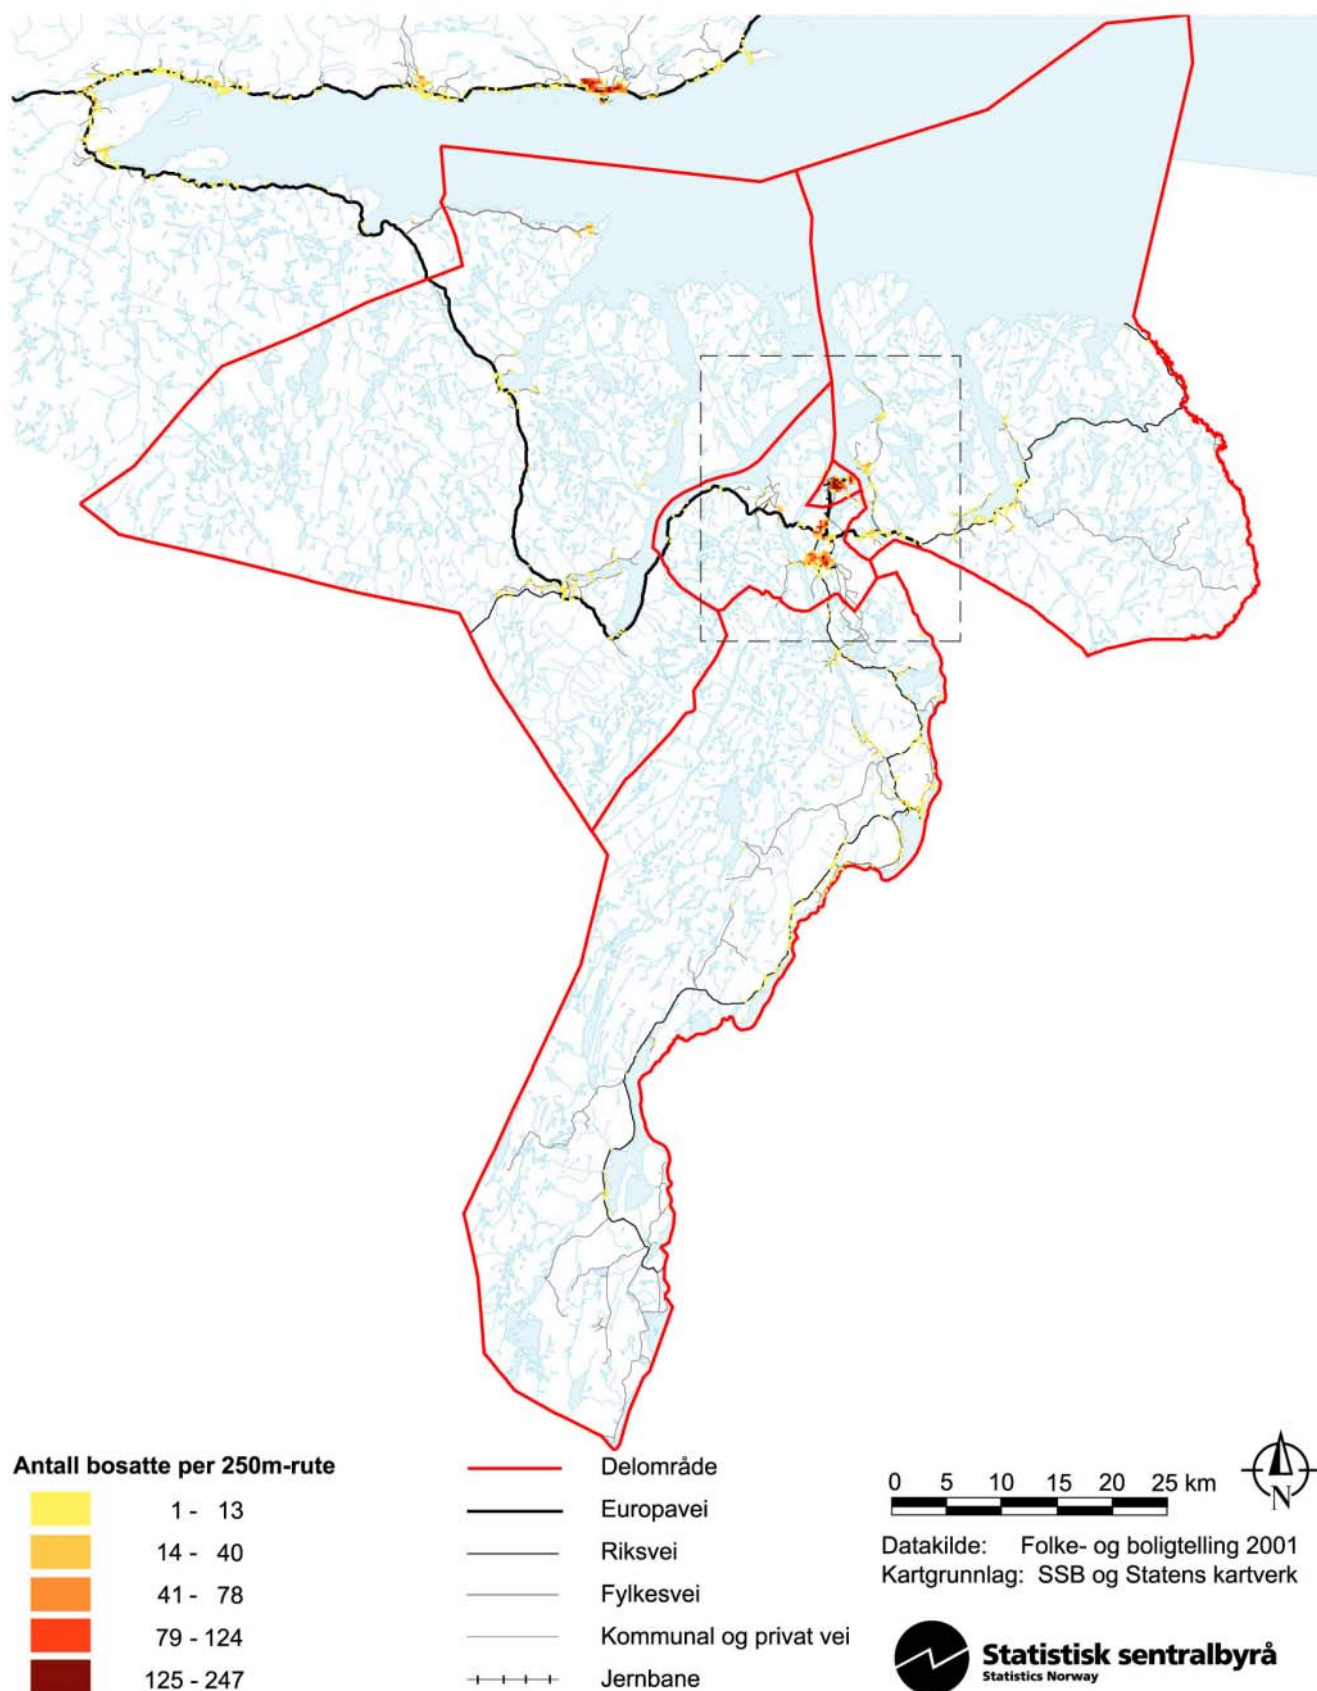 Antall bosatte per 250m-rute
1 - 13
14 - 40
41 - 78
79 - 124
125 - 247
Delområde
Europavei
Riksvei
Fylkesvei
Kommunal og privat vei
Jernbane
0 5 10 15 20 25 km
N
Datakilde: Folke- og boligtelling 2001
Kartgrunnlag: SSB og Statens kartverk
Statistisk sentralbyrå
Statistics Norway